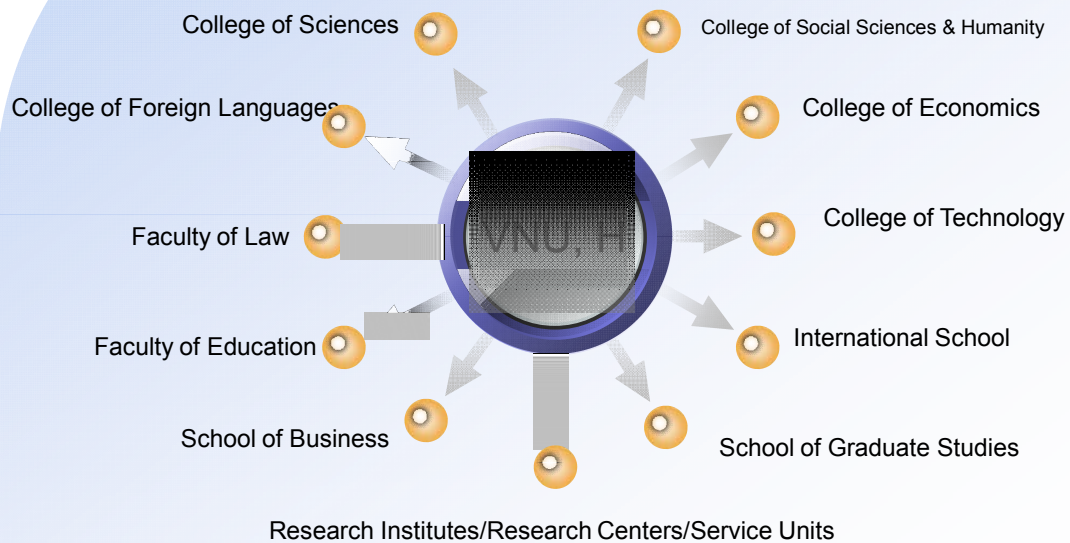 College of Sciences
College of Social Sciences & Humanity
College of Foreign Languages
College of Economics
VNU, H
Faculty of Law
College of Technology
Faculty of Education
International School
School of Business
School of Graduate Studies
Research Institutes/Research Centers/Service Units